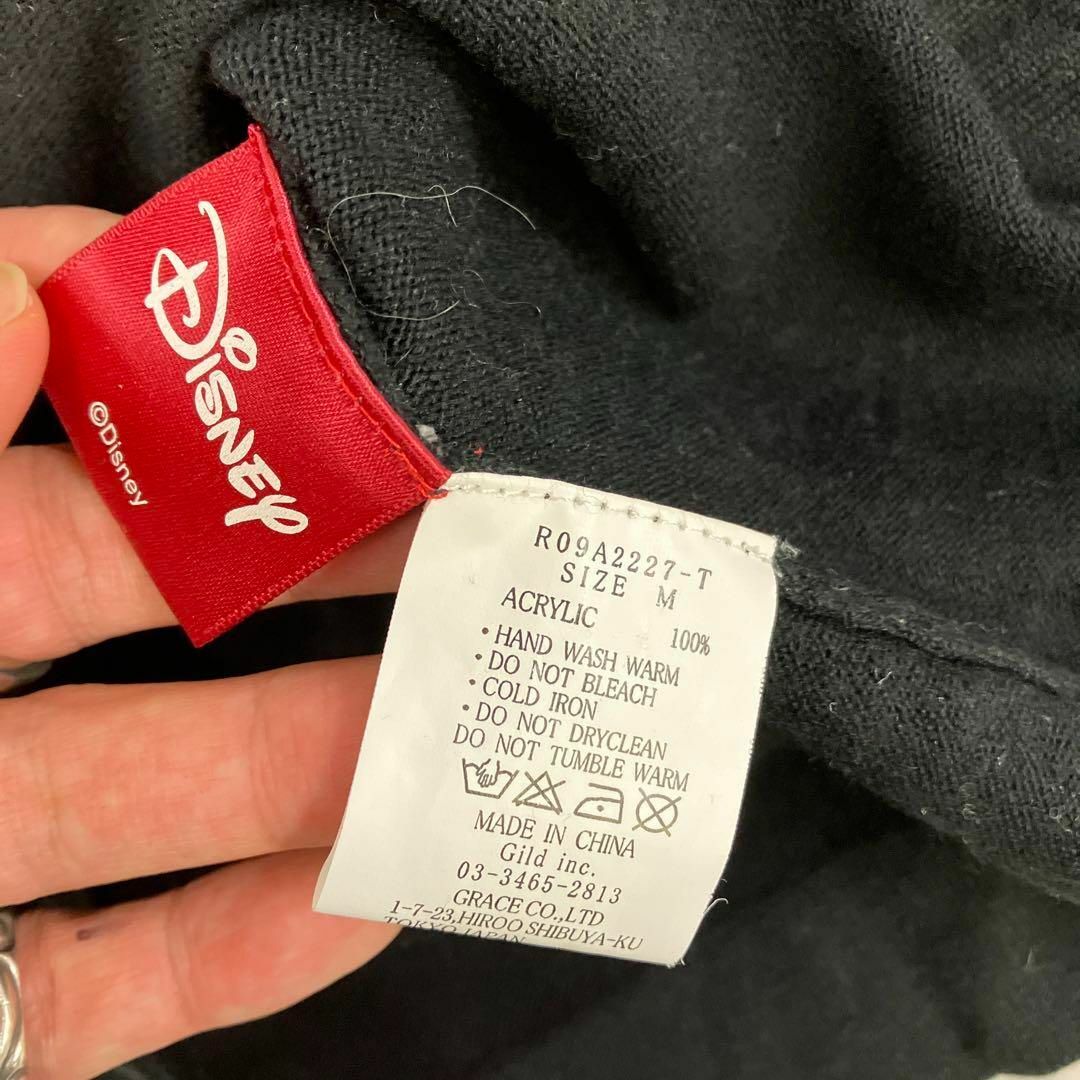 Disney
©Disney
R09A2227-T
SIZE M
ACRYLIC 100%
・HAND WASH WARM
・DO NOT BLEACH
・COLD IRON
・DO NOT DRYCLEAN
DO NOT TUMBLE WARM
MADE IN CHINA
Gild inc.
03-3465-2813
GRACE CO.,LTD
1-7-23,HIROO SHIBUYA-KU
TOKYO JAPAN